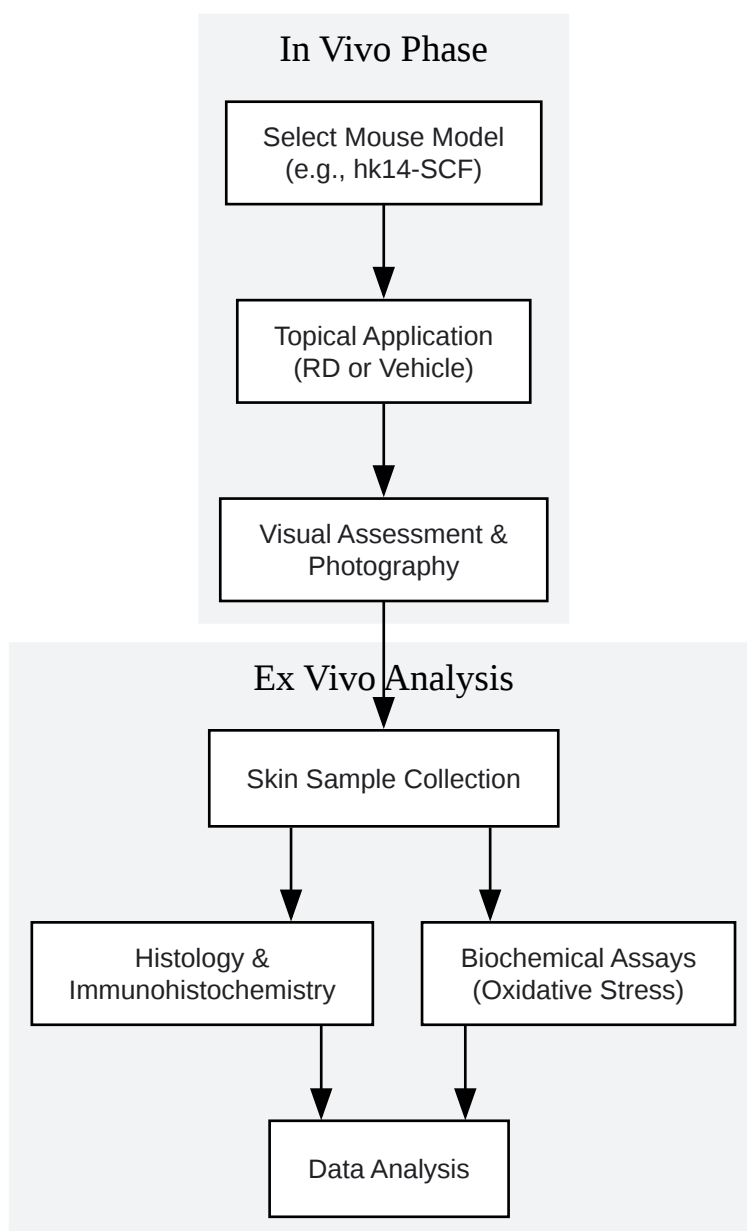 In Vivo Phase
Select Mouse Model
(e.g., hk14-SCF)
Topical Application
(RD or Vehicle)
Visual Assessment &
Photography
Ex Vivo Analysis
Skin Sample Collection
Histology &
Immunohistochemistry
Biochemical Assays
(Oxidative Stress)
Data Analysis